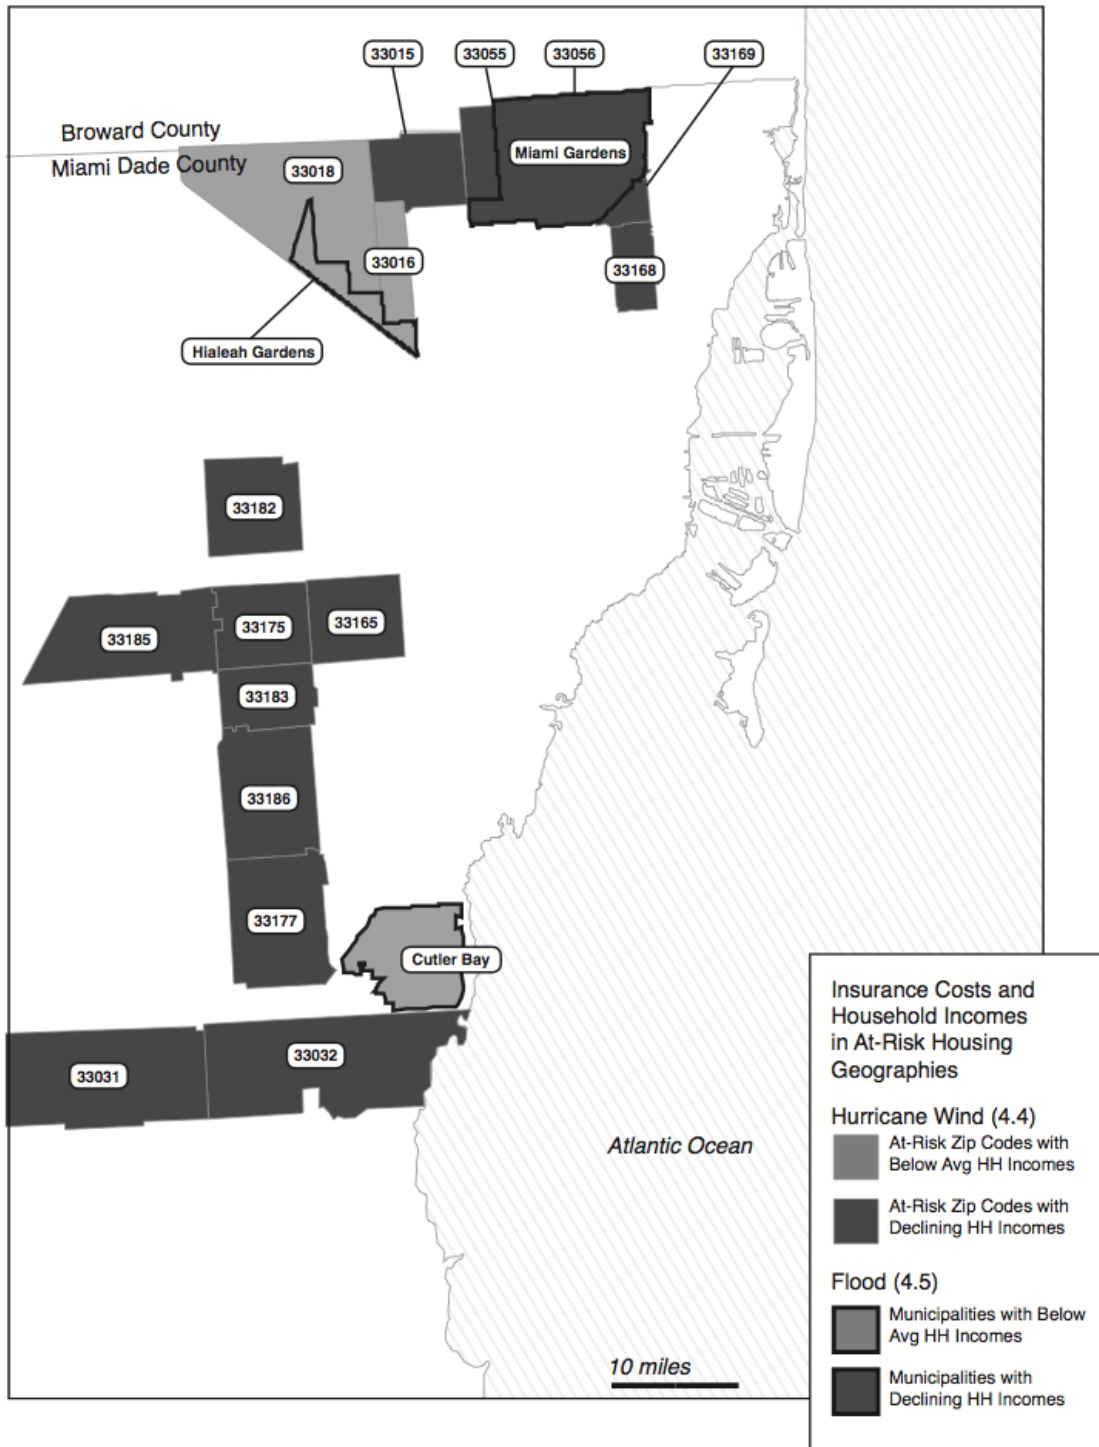 33015
33055
33056
33169
Broward County
Miami Dade County
Miami Gardens
33018
33016
33168
Hialeah Gardens
33182
33185
33175
33165
33183
33186
33177
Cutler Bay
33031
33032
Atlantic Ocean
10 miles
Insurance Costs and
Household Incomes
in At-Risk Housing
Geographies
Hurricane Wind (4.4)
At-Risk Zip Codes with
Below Avg HH Incomes
At-Risk Zip Codes with
Declining HH Incomes
Flood (4.5)
Municipalities with Below
Avg HH Incomes
Municipalities with
Declining HH Incomes